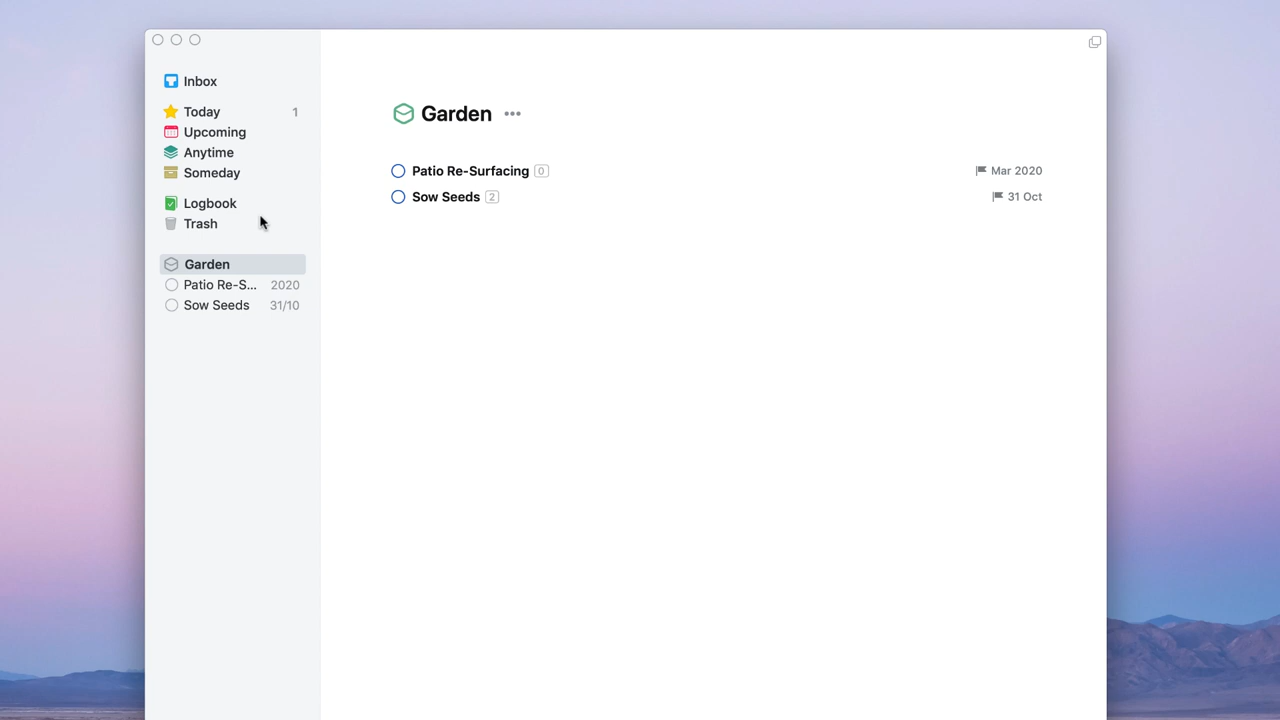 Inbox
Today 1
Upcoming
Anytime
Someday
Logbook
Trash
Garden
Patio Re-S... 2020
Sow Seeds 31/10
Garden •••
Patio Re-Surfacing 0 Mar 2020
Sow Seeds 2 31 Oct